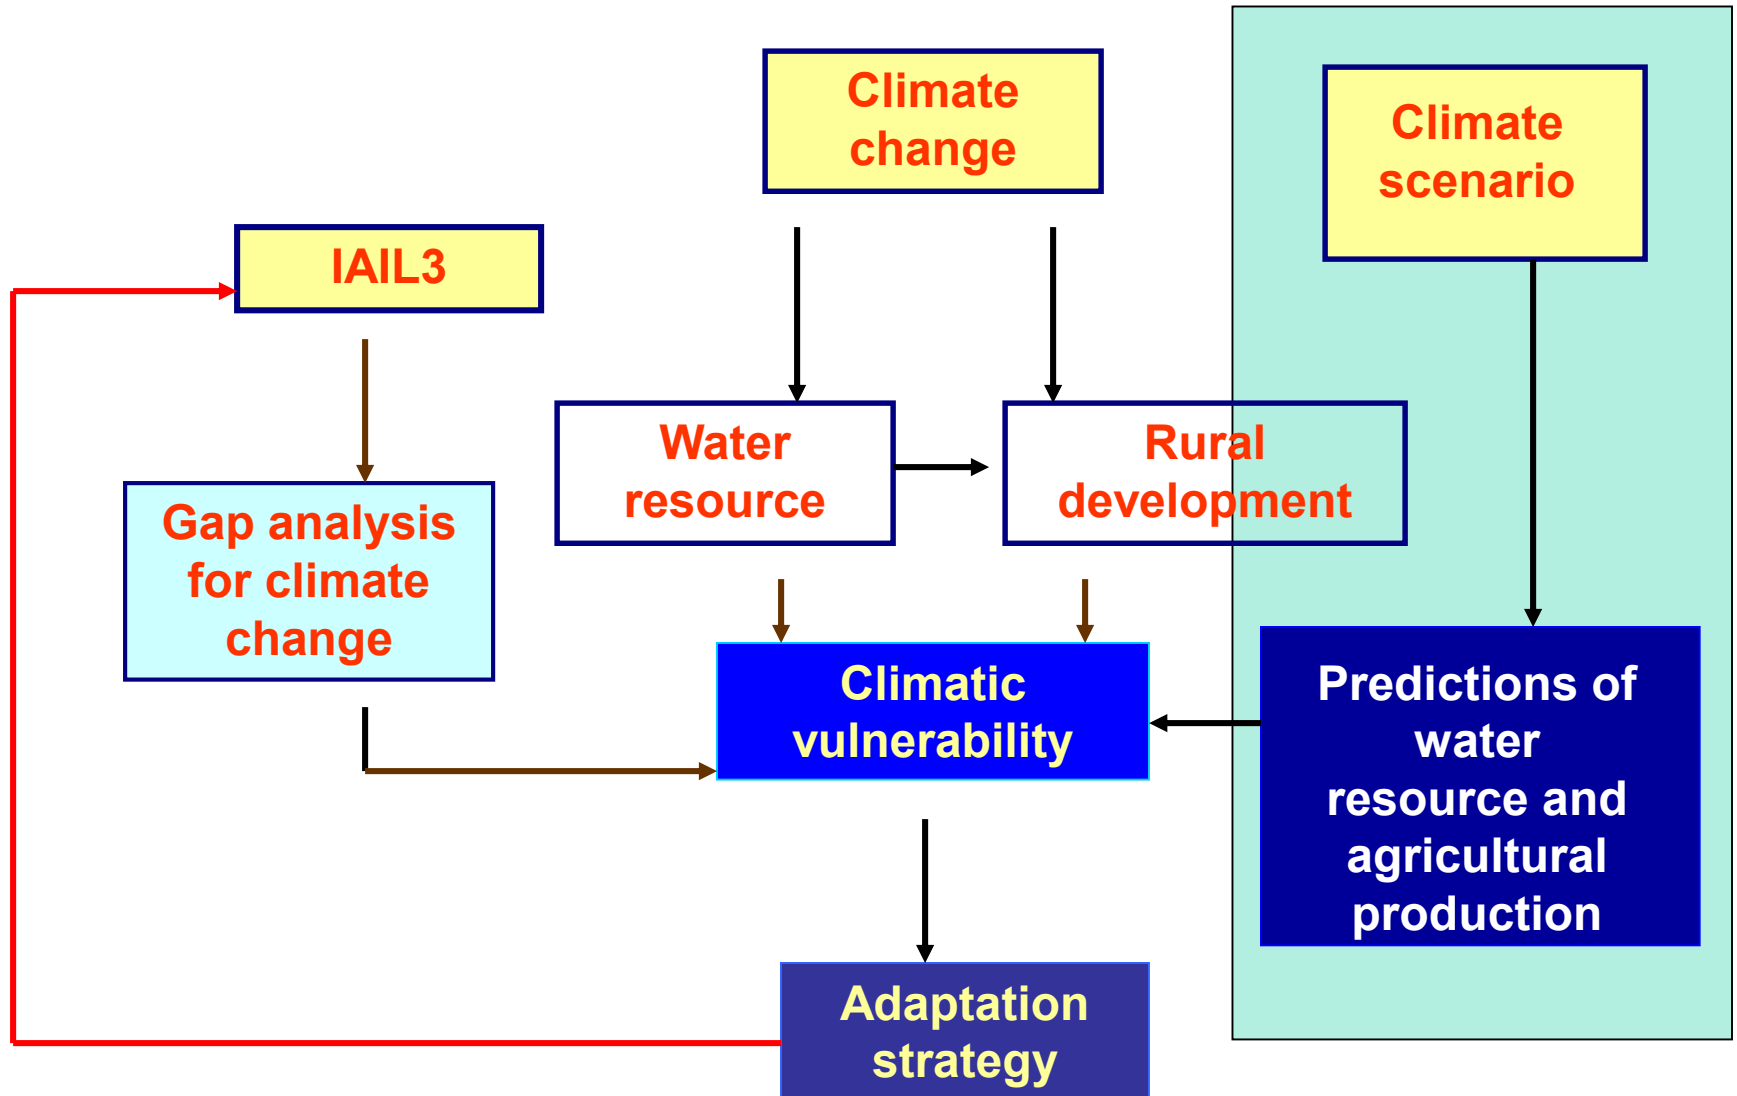 Climate
change
Climate
scenario
IAIL3
Water
resource
Rural
development
Gap analysis
for climate
change
Climatic
vulnerability
Predictions of
water
resource and
agricultural
production
Adaptation
strategy